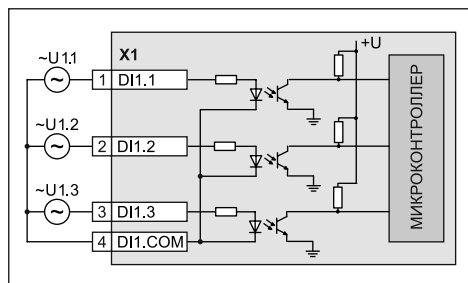 X1
+U
~U1.1
1 DI1.1
~U1.2
2 DI1.2
~U1.3
3 DI1.3
4 DI1.COM
МИКРОКОНТРОЛЛЕР